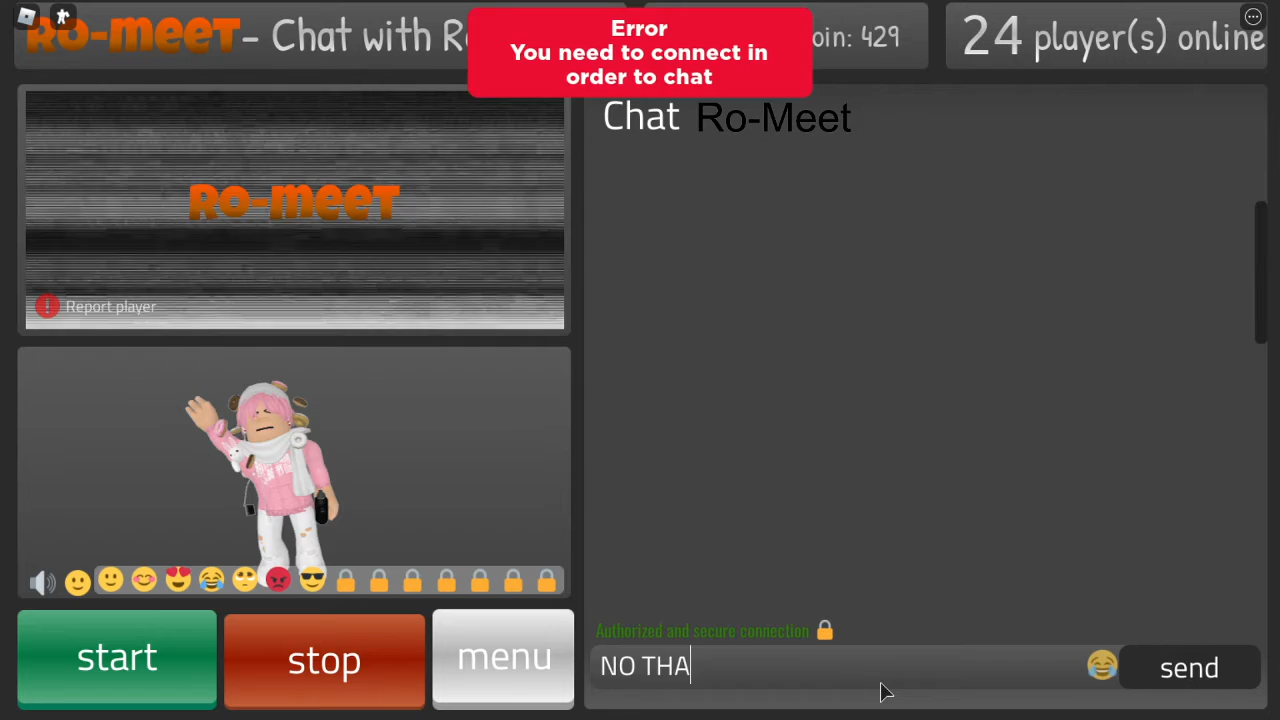 RO-meeT - Chat with Ro
Error
You need to connect in
order to chat
oin: 429
24 player(s) online
RO-meeT
Report player
Chat Ro-Meet
start
stop
menu
Authorized and secure connection
NO THA
send